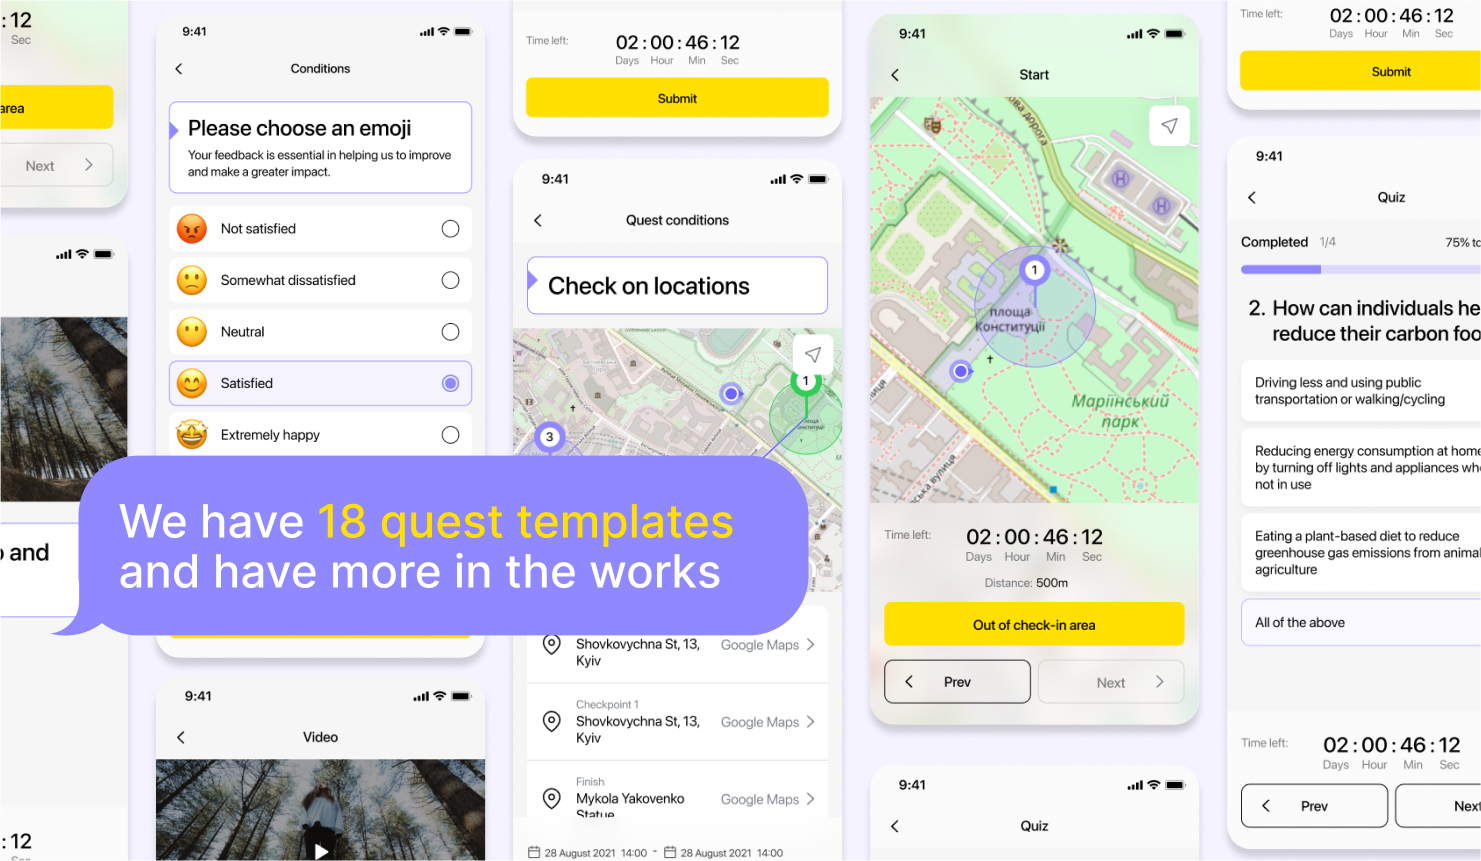 : 12
Sec
area
Next
and
: 12
9:41
Conditions
Please choose an emoji
Your feedback is essential in helping us to improve
and make a greater impact.
Not satisfied
Somewhat dissatisfied
Neutral
Satisfied
Extremely happy
We have 18 quest templates
and have more in the works
9:41
Video
Time left:
02 : 00 : 46 : 12
Days Hour Min Sec
Submit
9:41
Quest conditions
Check on locations
1
3
Shovkovychna St, 13,
Kyiv
Google Maps
Checkpoint 1
Shovkovychna St, 13,
Kyiv
Google Maps
Finish
Mykola Yakovenko
Statue
Google Maps
28 August 2021 14:00 - 28 August 2021 14:00
9:41
Start
дорога
H
H
1
площа
Конституції
Маріїнський
парк
вулиця
Time left:
02 : 00 : 46 : 12
Days Hour Min Sec
Distance: 500m
Out of check-in area
Prev
Next
9:41
Quiz
Time left:
02 : 00 : 46 : 12
Days Hour Min Sec
Submit
9:41
Quiz
Completed 1/4
75% to
2. How can individuals he
reduce their carbon foo
Driving less and using public
transportation or walking/cycling
Reducing energy consumption at home
by turning off lights and appliances wh
not in use
Eating a plant-based diet to reduce
greenhouse gas emissions from animal
agriculture
All of the above
Time left:
02 : 00 : 46 : 12
Days Hour Min Sec
Prev
Next